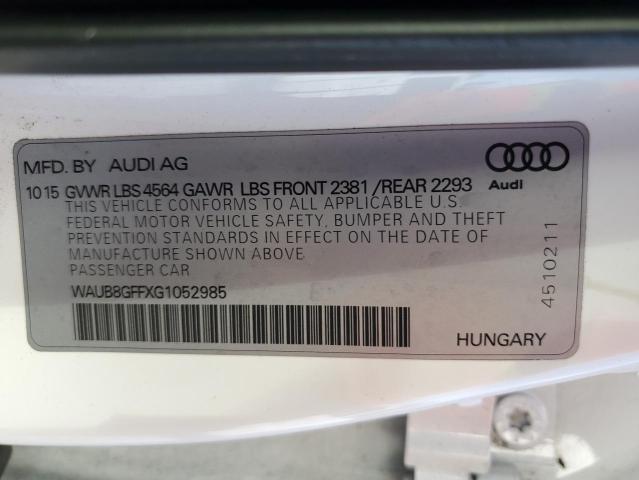 MFD. BY AUDI AG
10 15 GVWR LBS 4564 GAWR LBS FRONT 2381 /REAR 2293
Audi
THIS VEHICLE CONFORMS TO ALL APPLICABLE U.S.
FEDERAL MOTOR VEHICLE SAFETY, BUMPER AND THEFT
PREVENTION STANDARDS IN EFFECT ON THE DATE OF
MANUFACTURE SHOWN ABOVE
PASSENGER CAR
WAUB8GFFXG1052985
4510211
HUNGARY